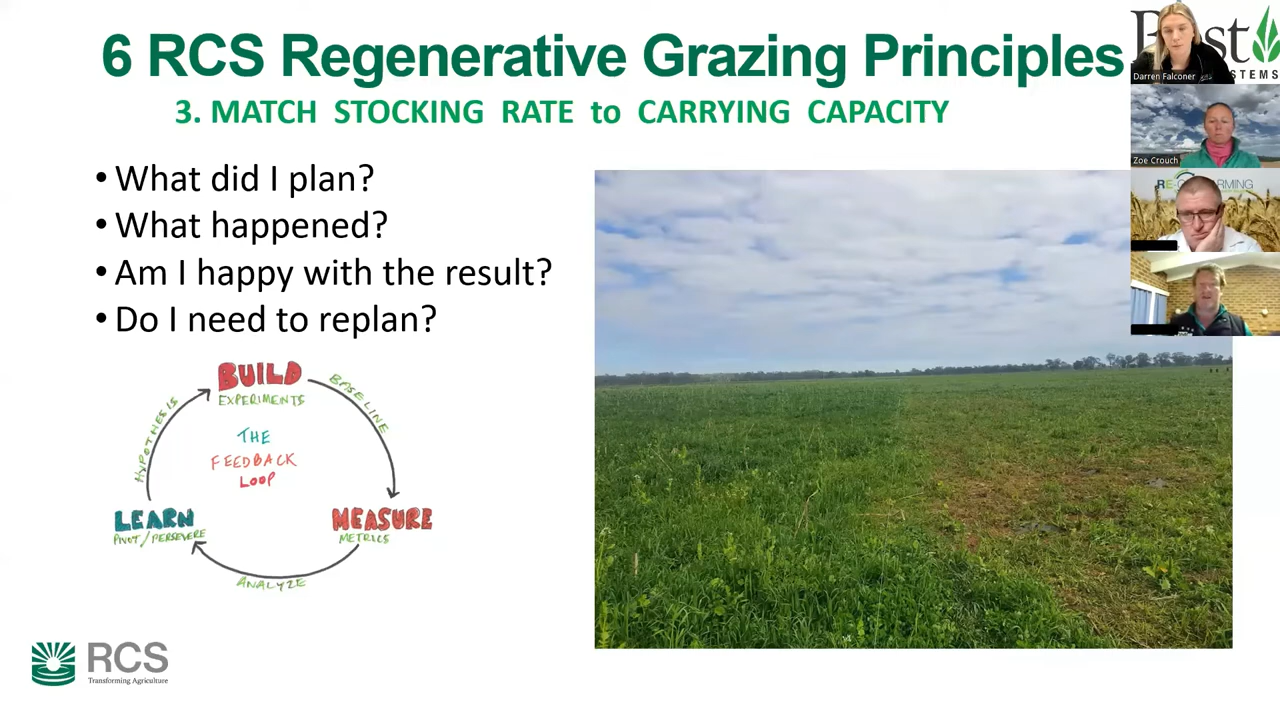 6 RCS Regenerative Grazing Principles
3. MATCH STOCKING RATE to CARRYING CAPACITY
• What did I plan?
• What happened?
• Am I happy with the result?
• Do I need to replan?
BUILD
EXPERIMENTS
BASELINE
HYPOTHESIS
THE
FEEDBACK
LOOP
LEARN
PIVOT/PERSEVERE
MEASURE
METRICS
ANALYZE
RCS
Transforming Agriculture
Darren Falconer
STEMS
Zoe Crouch